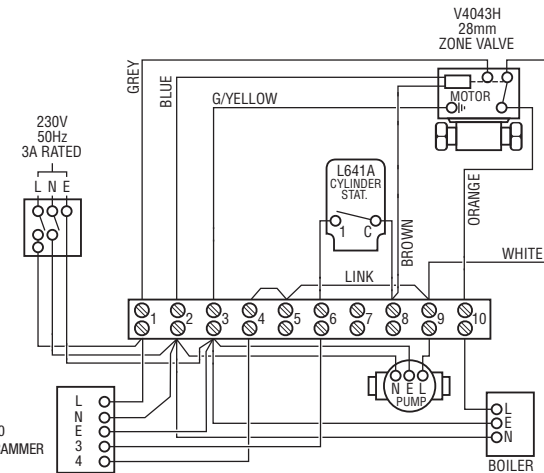 V4043H
28mm
ZONE VALVE
GREY
BLUE
G/YELLOW
MOTOR
230V
50Hz
3A RATED
L N E
L641A
CYLINDER
STAT.
1 C
BROWN
ORANGE
WHITE
LINK
1 2 3 4 5 6 7 8 9 10
N E L
PUMP
L
N
E
3
4
L
E
N
BOILER